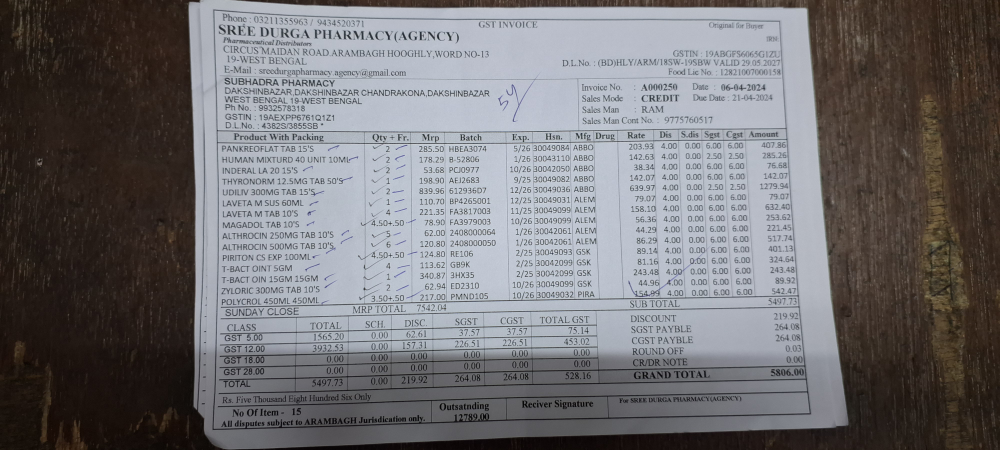 Phone : 03211355963 / 9434520371 GST INVOICE Original for Buyer
SREE DURGA PHARMACY(AGENCY)
Pharmaceutical Distributors
CIRCUS MAIDAN ROAD.ARAMBAGH HOOGHLY,WORD NO-13 GSTIN : 19ABGFS6065G1ZU
19-WEST BENGAL D.L.No. : (BD)HLY/ARM/18SW-19SBW VALID 29.05.2027
E-Mail : sreedurgapharmacy.agency@gmail.com Food Lic No. : 12821007000158
SUBHADRA PHARMACY
DAKSHINBAZAR,DAKSHINBAZAR CHANDRAKONA,DAKSHINBAZAR
WEST BENGAL 19-WEST BENGAL
Ph No. : 9932578318
GSTIN : 19AEXPP6761Q1Z1
D.L.No. : 4382S/3855SB *
54
Invoice No. : A000250 Date : 06-04-2024
Sales Mode : CREDIT Due Date : 21-04-2024
Sales Man : RAM
Sales Man Cont No. : 9775760517
Product With Packing Qty + Fr. Mrp Batch Exp. Hsn. Mfg Drug Rate Dis S.dis Sgst Cgst Amount
PANKREOFLAT TAB 15'S 2 285.50 HBEA3074 5/26 30049084 ABBO 203.93 4.00 0.00 6.00 6.00 407.86
HUMAN MIXTURD 40 UNIT 10ML 2 178.29 B-52806 1/26 30043110 ABBO 142.63 4.00 0.00 2.50 2.50 285.26
INDERAL LA 20 15'S 2 53.68 PCJ0977 10/26 30042050 ABBO 38.34 4.00 0.00 6.00 6.00 76.68
THYRONORM 12.5MG TAB 50'S 1 198.90 AEJ2683 9/25 30049082 ABBO 142.07 4.00 0.00 6.00 6.00 142.07
UDILIV 300MG TAB 15'S 2 839.96 612936D7 12/26 30049036 ABBO 639.97 4.00 0.00 2.50 2.50 1279.94
LAVETA M SUS 60ML 1 110.70 BP4265001 12/25 30049031 ALEM 79.07 4.00 0.00 6.00 6.00 79.07
LAVETA M TAB 10'S 4 221.35 FA3817003 11/25 30049099 ALEM 158.10 4.00 0.00 6.00 6.00 632.40
MAGADOL TAB 10'S 4.50+.50 78.90 FA3979003 10/26 30049099 ALEM 56.36 4.00 0.00 6.00 6.00 253.62
ALTHROCIN 250MG TAB 10'S 5 62.00 2408000064 1/26 30042061 ALEM 44.29 4.00 0.00 6.00 6.00 221.45
ALTHROCIN 500MG TAB 10'S 6 120.80 2408000050 1/26 30042061 ALEM 86.29 4.00 0.00 6.00 6.00 517.74
PIRITON CS EXP 100ML 4.50+.50 124.80 RE106 2/25 30049093 GSK 89.14 4.00 0.00 6.00 6.00 401.13
T-BACT OINT 5GM 4 113.62 GB9K 2/25 30042099 GSK 81.16 4.00 0.00 6.00 6.00 324.64
T-BACT OIN 15GM 15GM 1 340.87 3HX35 2/25 30042099 GSK 243.48 4.00 0.00 6.00 6.00 243.48
ZYLORIC 300MG TAB 10'S 2 62.94 ED2310 10/26 30049099 GSK 44.96 4.00 0.00 6.00 6.00 89.92
POLYCROL 450ML 450ML 3.50+.50 217.00 PMND105 10/26 30049032 PIRA 154.99 4.00 0.00 6.00 6.00 542.47
SUNDAY CLOSE MRP TOTAL 7542.04 SUB TOTAL 5497.73
CLASS TOTAL SCH. DISC. SGST CGST TOTAL GST
GST 5.00 1565.20 0.00 62.61 37.57 37.57 75.14
GST 12.00 3932.53 0.00 157.31 226.51 226.51 453.02
GST 18.00 0.00 0.00 0.00 0.00 0.00 0.00
GST 28.00 0.00 0.00 0.00 0.00 0.00 0.00
TOTAL 5497.73 0.00 219.92 264.08 264.08 528.16
DISCOUNT 219.92
SGST PAYBLE 264.08
CGST PAYBLE 264.08
ROUND OFF 0.03
CR/DR NOTE 0.00
GRAND TOTAL 5806.00
Rs. Five Thousand Eight Hundred Six Only
No Of Item - 15
All disputes subject to ARAMBAGH Jurisdication only.
Outsatnding
12789.00
Reciver Signature
For SREE DURGA PHARMACY(AGENCY)